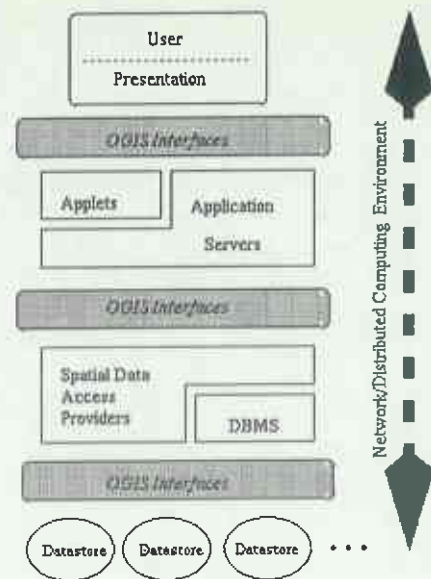 User
Presentation
OGIS Interfaces
Applets
Application
Servers
OGIS Interfaces
Spatial Data
Access
Providers
DBMS
OGIS Interfaces
Datastore Datastore Datastore • • •
Network/Distributed Computing Environment